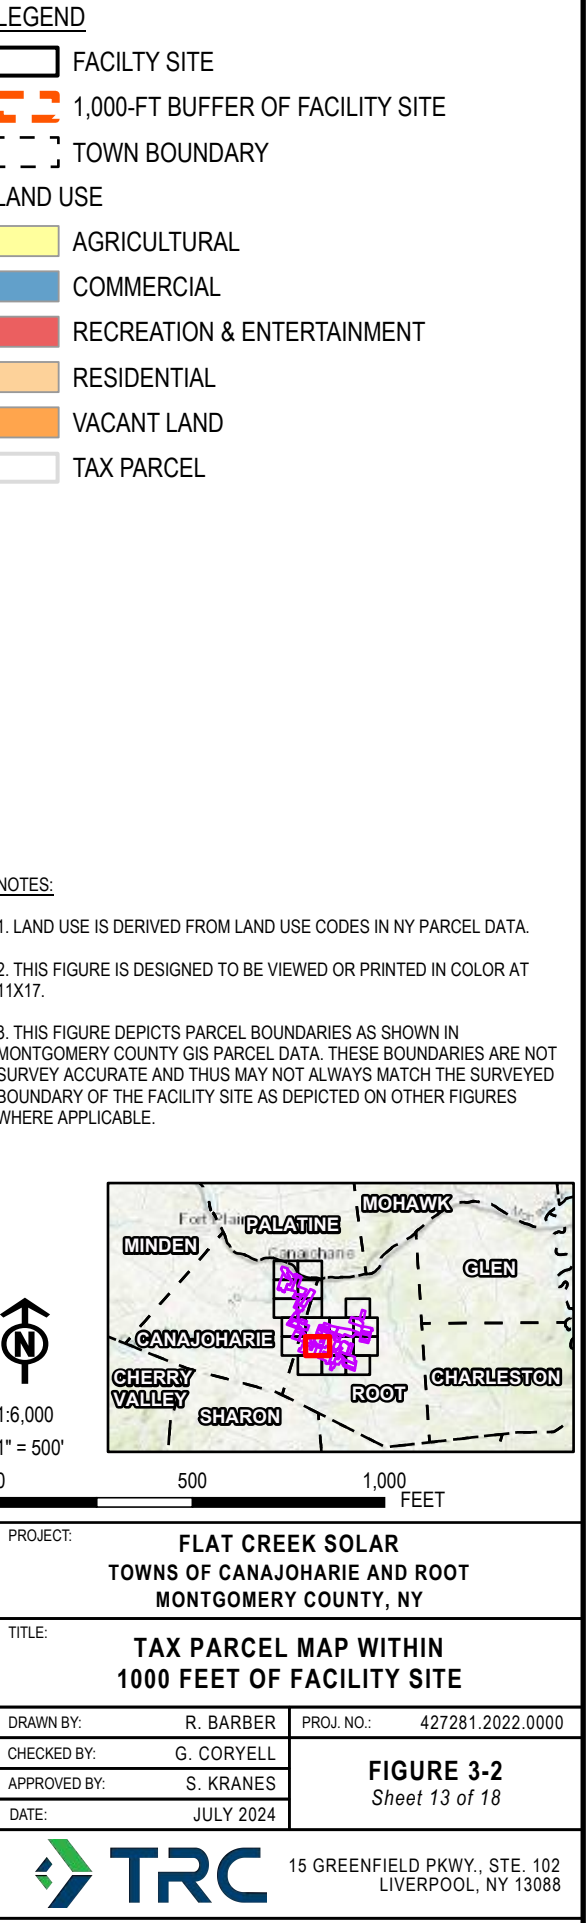 LEGEND
FACILTY SITE
1,000-FT BUFFER OF FACILITY SITE
TOWN BOUNDARY
LAND USE
AGRICULTURAL
COMMERCIAL
RECREATION & ENTERTAINMENT
RESIDENTIAL
VACANT LAND
TAX PARCEL
NOTES:
1. LAND USE IS DERIVED FROM LAND USE CODES IN NY PARCEL DATA.
2. THIS FIGURE IS DESIGNED TO BE VIEWED OR PRINTED IN COLOR AT
11X17.
3. THIS FIGURE DEPICTS PARCEL BOUNDARIES AS SHOWN IN
MONTGOMERY COUNTY GIS PARCEL DATA. THESE BOUNDARIES ARE NOT
SURVEY ACCURATE AND THUS MAY NOT ALWAYS MATCH THE SURVEYED
BOUNDARY OF THE FACILITY SITE AS DEPICTED ON OTHER FIGURES
WHERE APPLICABLE.
MOHAWK
Fort Plain
PALATINE
MINDEN
Canajoharie
GLEN
CANAJOHARIE
CHERRY
VALLEY
CHARLESTON
ROOT
SHARON
N
1:6,000
1" = 500'
0 500 1,000
FEET
PROJECT:
FLAT CREEK SOLAR
TOWNS OF CANAJOHARIE AND ROOT
MONTGOMERY COUNTY, NY
TITLE:
TAX PARCEL MAP WITHIN
1000 FEET OF FACILITY SITE
DRAWN BY: R. BARBER
PROJ. NO.: 427281.2022.0000
CHECKED BY: G. CORYELL
APPROVED BY: S. KRANES
DATE: JULY 2024
FIGURE 3-2
Sheet 13 of 18
TRC
15 GREENFIELD PKWY., STE. 102
LIVERPOOL, NY 13088